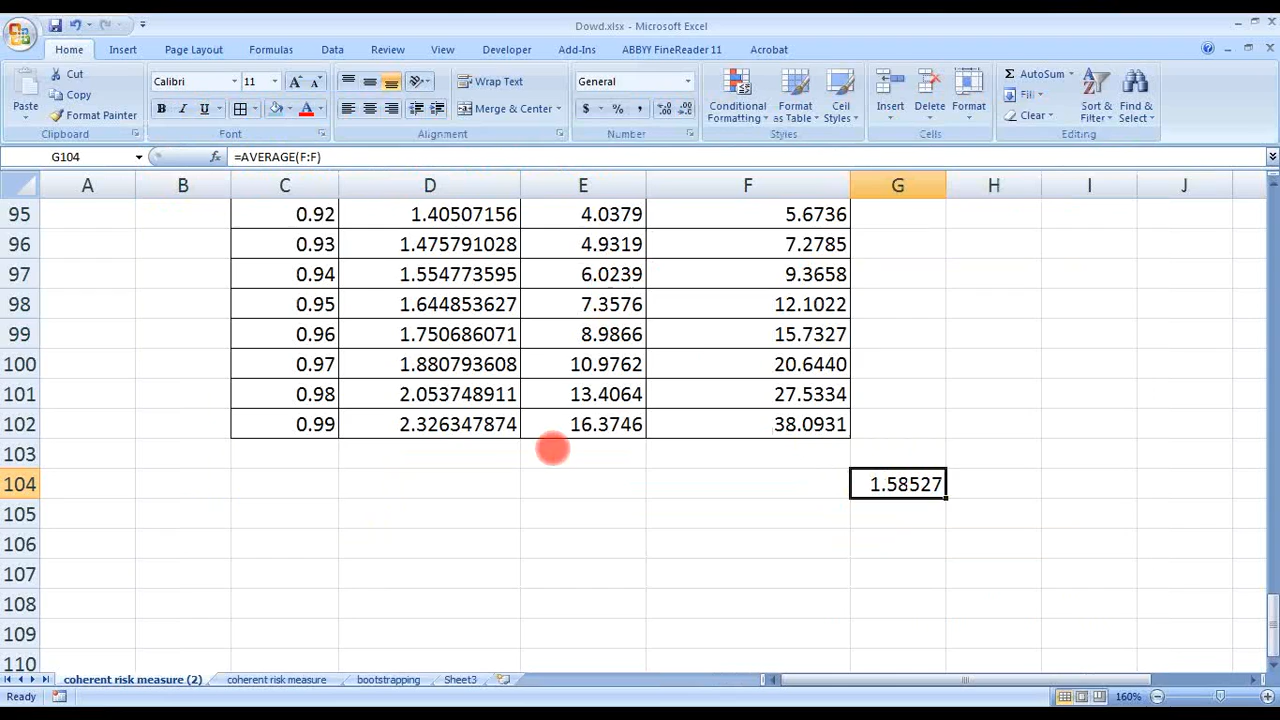 Dowd.xlsx - Microsoft Excel
Home Insert Page Layout Formulas Data Review View Developer Add-Ins ABBYY FineReader 11 Acrobat
Paste Cut Calibri 11 A A Wrap Text General Conditional Formatting Format as Table Cell Styles Insert Delete Format Σ AutoSum Sort & Filter Find & Select
Copy Fill
Format Painter B I U A Merge & Center $ % , Clear
Clipboard Font Alignment Number Styles Cells Editing
G104 fx =AVERAGE(F:F)
A B C D E F G H I J
95 0.92 1.40507156 4.0379 5.6736
96 0.93 1.475791028 4.9319 7.2785
97 0.94 1.554773595 6.0239 9.3658
98 0.95 1.644853627 7.3576 12.1022
99 0.96 1.750686071 8.9866 15.7327
100 0.97 1.880793608 10.9762 20.6440
101 0.98 2.053748911 13.4064 27.5334
102 0.99 2.326347874 16.3746 38.0931
103
104 1.58527
105
106
107
108
109
110
coherent risk measure (2) coherent risk measure bootstrapping Sheet3
Ready 160%